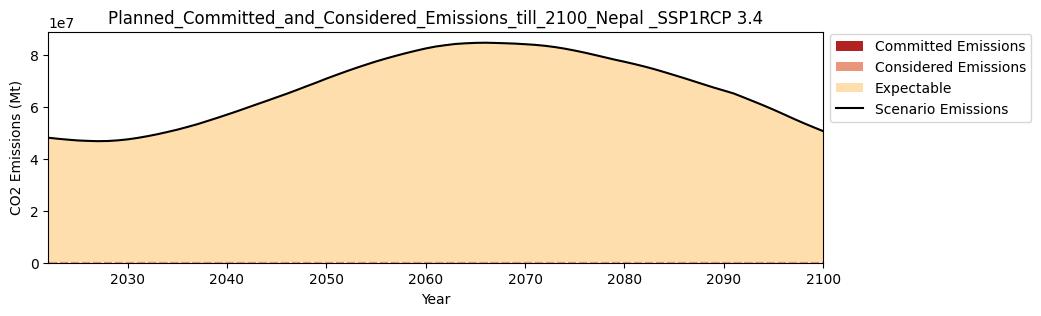 Planned_Committed_and_Considered_Emissions_till_2100_Nepal _SSP1RCP 3.4
1e7
8
6
4
2
0
CO2 Emissions (Mt)
2030 2040 2050 2060 2070 2080 2090 2100
Year
Committed Emissions
Considered Emissions
Expectable
Scenario Emissions